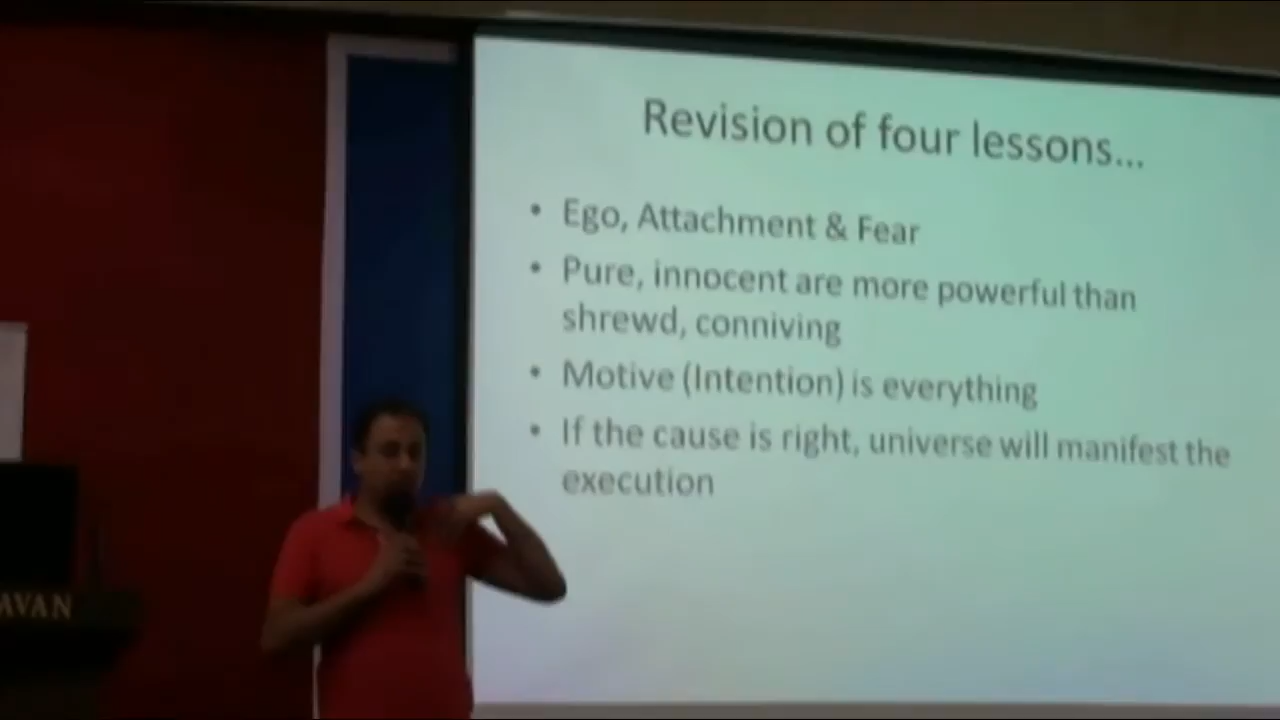 Revision of four lessons...
• Ego, Attachment & Fear
• Pure, innocent are more powerful than
shrewd, conniving
• Motive (Intention) is everything
• If the cause is right, universe will manifest the
execution
AVAN